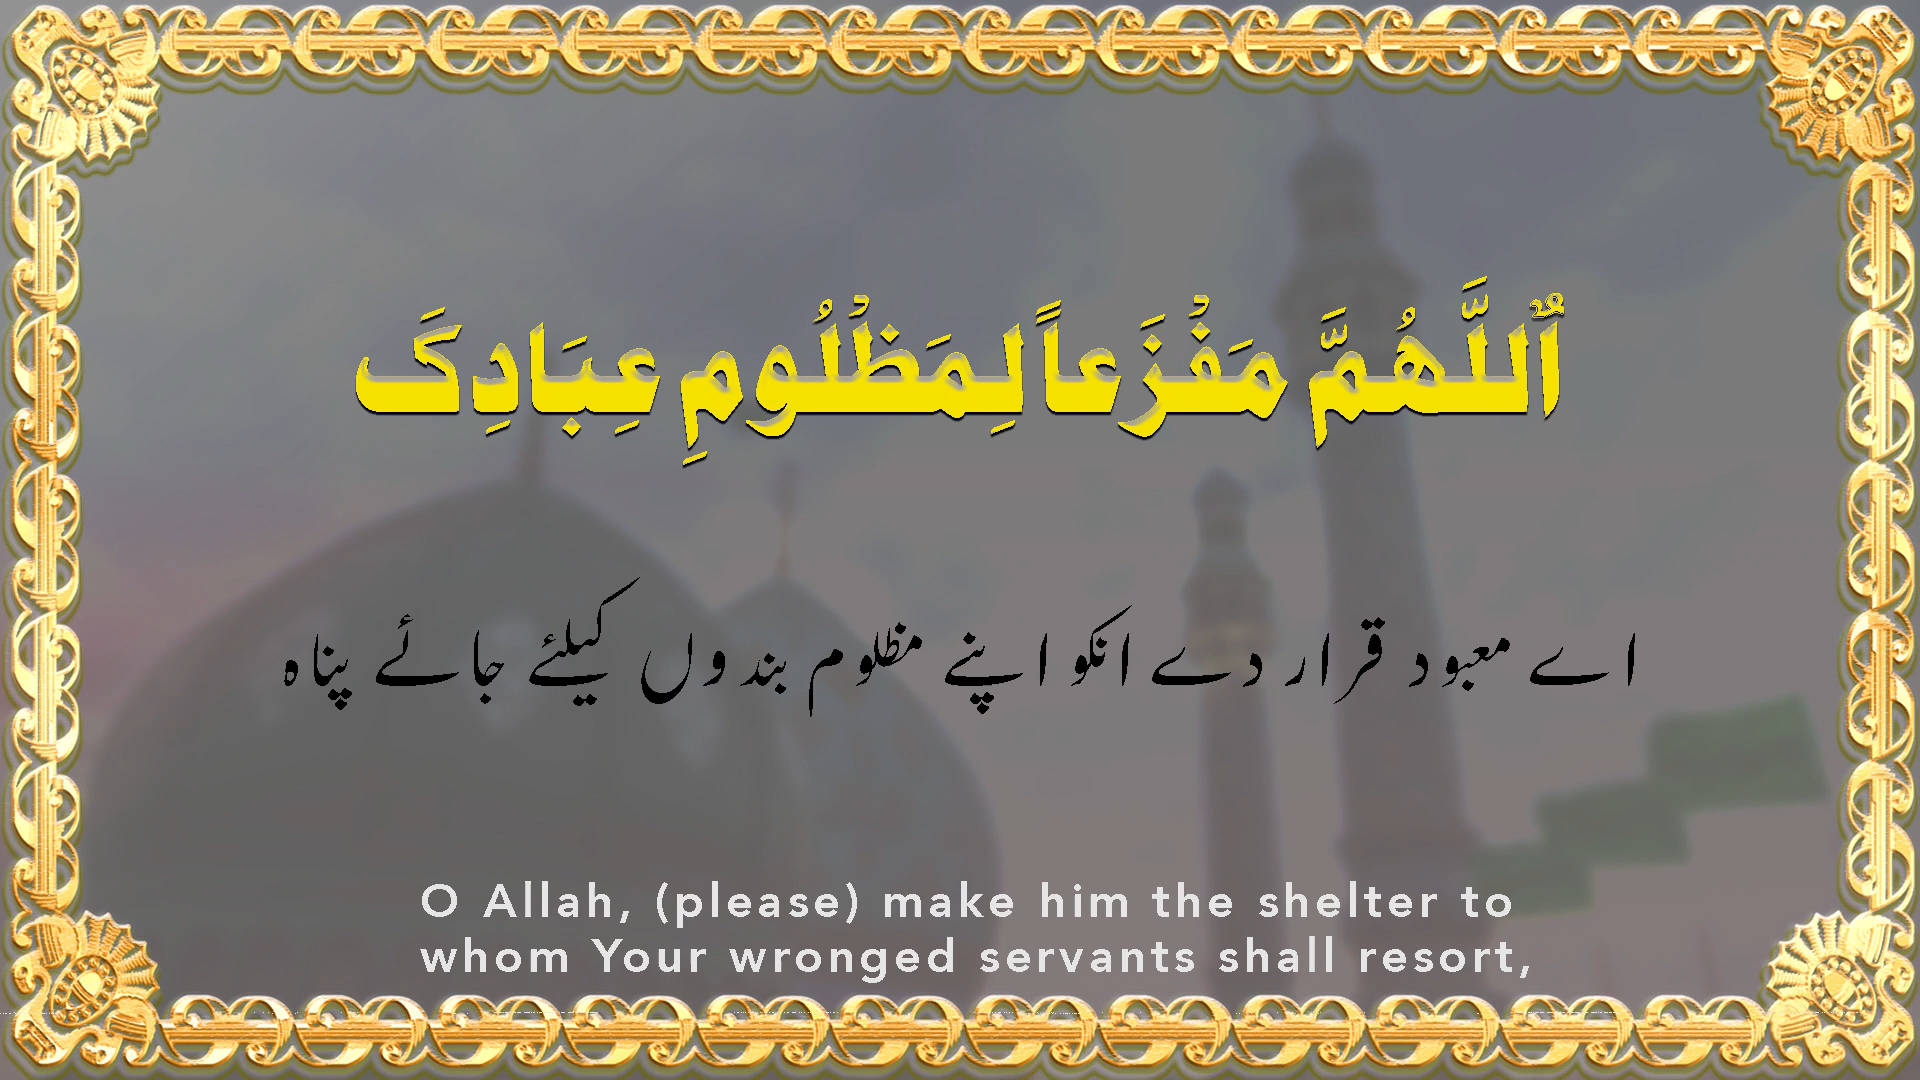 اَللَّهُمَّ مَفْزَعاً لِمَظْلُومِ عِبَادِکَ
اے معبود قرار دے انکو اپنے مظلوم بندوں کیلئے جائے پناہ
O Allah, (please) make him the shelter to
whom Your wronged servants shall resort,